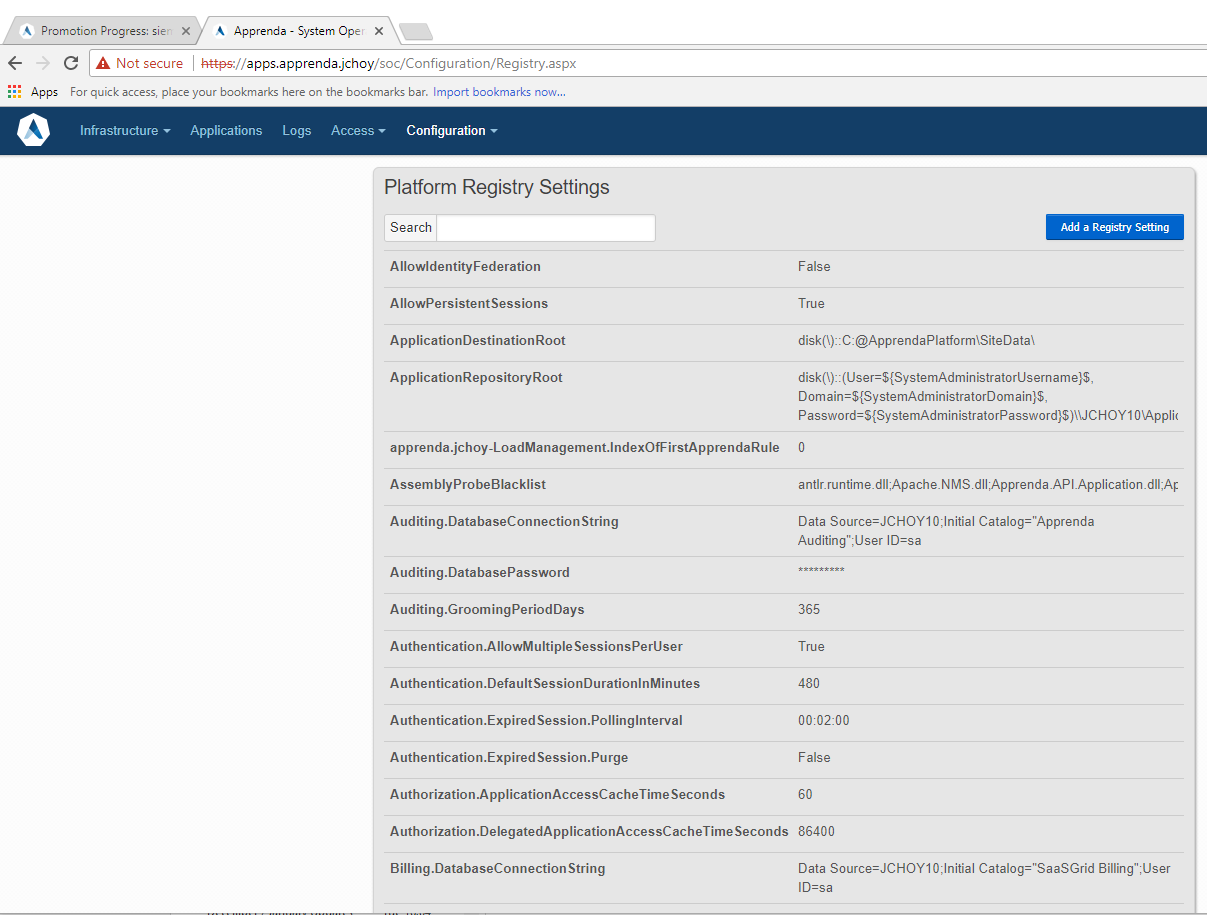 Promotion Progress: sien
Apprenda - System Oper
Not secure https://apps.apprenda.jchoy/soc/Configuration/Registry.aspx
Apps For quick access, place your bookmarks here on the bookmarks bar. Import bookmarks now...
Infrastructure Applications Logs Access Configuration
Platform Registry Settings
Search
Add a Registry Setting
AllowIdentityFederation False
AllowPersistentSessions True
ApplicationDestinationRoot disk(\)::C:@ApprendaPlatform\SiteData\
ApplicationRepositoryRoot disk(\)::(User=${SystemAdministratorUsername}$,
Domain=${SystemAdministratorDomain}$,
Password=${SystemAdministratorPassword}$)\\JCHOY10\Applic
apprenda.jchoy-LoadManagement.IndexOfFirstApprendaRule 0
AssemblyProbeBlacklist antlr.runtime.dll;Apache.NMS.dll;Apprenda.API.Application.dll;Ap
Auditing.DatabaseConnectionString Data Source=JCHOY10;Initial Catalog="Apprenda
Auditing";User ID=sa
Auditing.DatabasePassword *********
Auditing.GroomingPeriodDays 365
Authentication.AllowMultipleSessionsPerUser True
Authentication.DefaultSessionDurationInMinutes 480
Authentication.ExpiredSession.PollingInterval 00:02:00
Authentication.ExpiredSession.Purge False
Authorization.ApplicationAccessCacheTimeSeconds 60
Authorization.DelegatedApplicationAccessCacheTimeSeconds 86400
Billing.DatabaseConnectionString Data Source=JCHOY10;Initial Catalog="SaaSGrid Billing";User
ID=sa